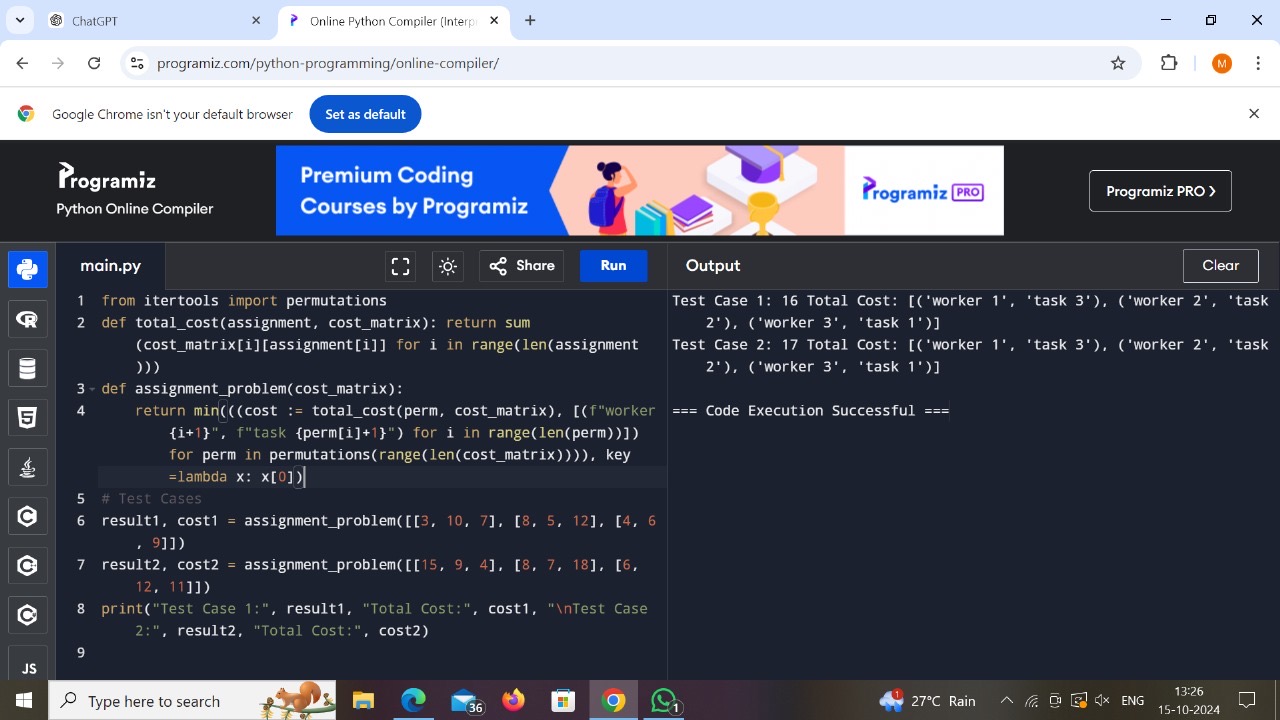 ChatGPT
Online Python Compiler (Interp
programiz.com/python-programming/online-compiler/
M
Google Chrome isn't your default browser
Set as default
Programiz
Python Online Compiler
Premium Coding
Courses by Programiz
Programiz PRO
Programiz PRO
main.py
Share
Run
Output
Clear
1 from itertools import permutations
2 def total_cost(assignment, cost_matrix): return sum
(cost_matrix[i][assignment[i]] for i in range(len(assignment
)))
3 def assignment_problem(cost_matrix):
4 return min(((cost := total_cost(perm, cost_matrix), [(f"worker
{i+1}", f"task {perm[i]+1}") for i in range(len(perm))])
for perm in permutations(range(len(cost_matrix)))), key
=lambda x: x[0])
5 # Test Cases
6 result1, cost1 = assignment_problem([[3, 10, 7], [8, 5, 12], [4, 6
, 9]])
7 result2, cost2 = assignment_problem([[15, 9, 4], [8, 7, 18], [6,
12, 11]])
8 print("Test Case 1:", result1, "Total Cost:", cost1, "\nTest Case
2:", result2, "Total Cost:", cost2)
9
Test Case 1: 16 Total Cost: [('worker 1', 'task 3'), ('worker 2', 'task
2'), ('worker 3', 'task 1')]
Test Case 2: 17 Total Cost: [('worker 1', 'task 3'), ('worker 2', 'task
2'), ('worker 3', 'task 1')]
=== Code Execution Successful ===
JS
Type here to search
36
1
1
27°C Rain
ENG
13:26
15-10-2024